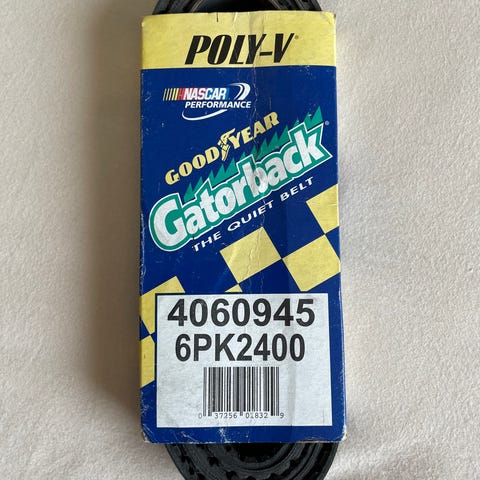 POLY-V®
NASCAR
PERFORMANCE
GOODYEAR
Gatorback®
THE QUIET BELT
4060945
6PK2400
0 37256 01832 9